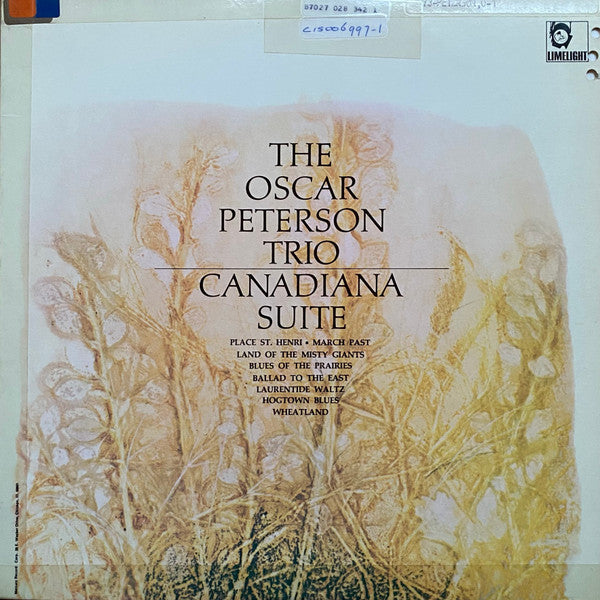 87027 028 342 1
C15006997-1
LIMELIGHT
THE
OSCAR
PETERSON
TRIO
CANADIANA
SUITE
PLACE ST. HENRI • MARCH PAST
LAND OF THE MISTY GIANTS
BLUES OF THE PRAIRIES
BALLAD TO THE EAST
LAURENTIDE WALTZ
HOGTOWN BLUES
WHEATLAND